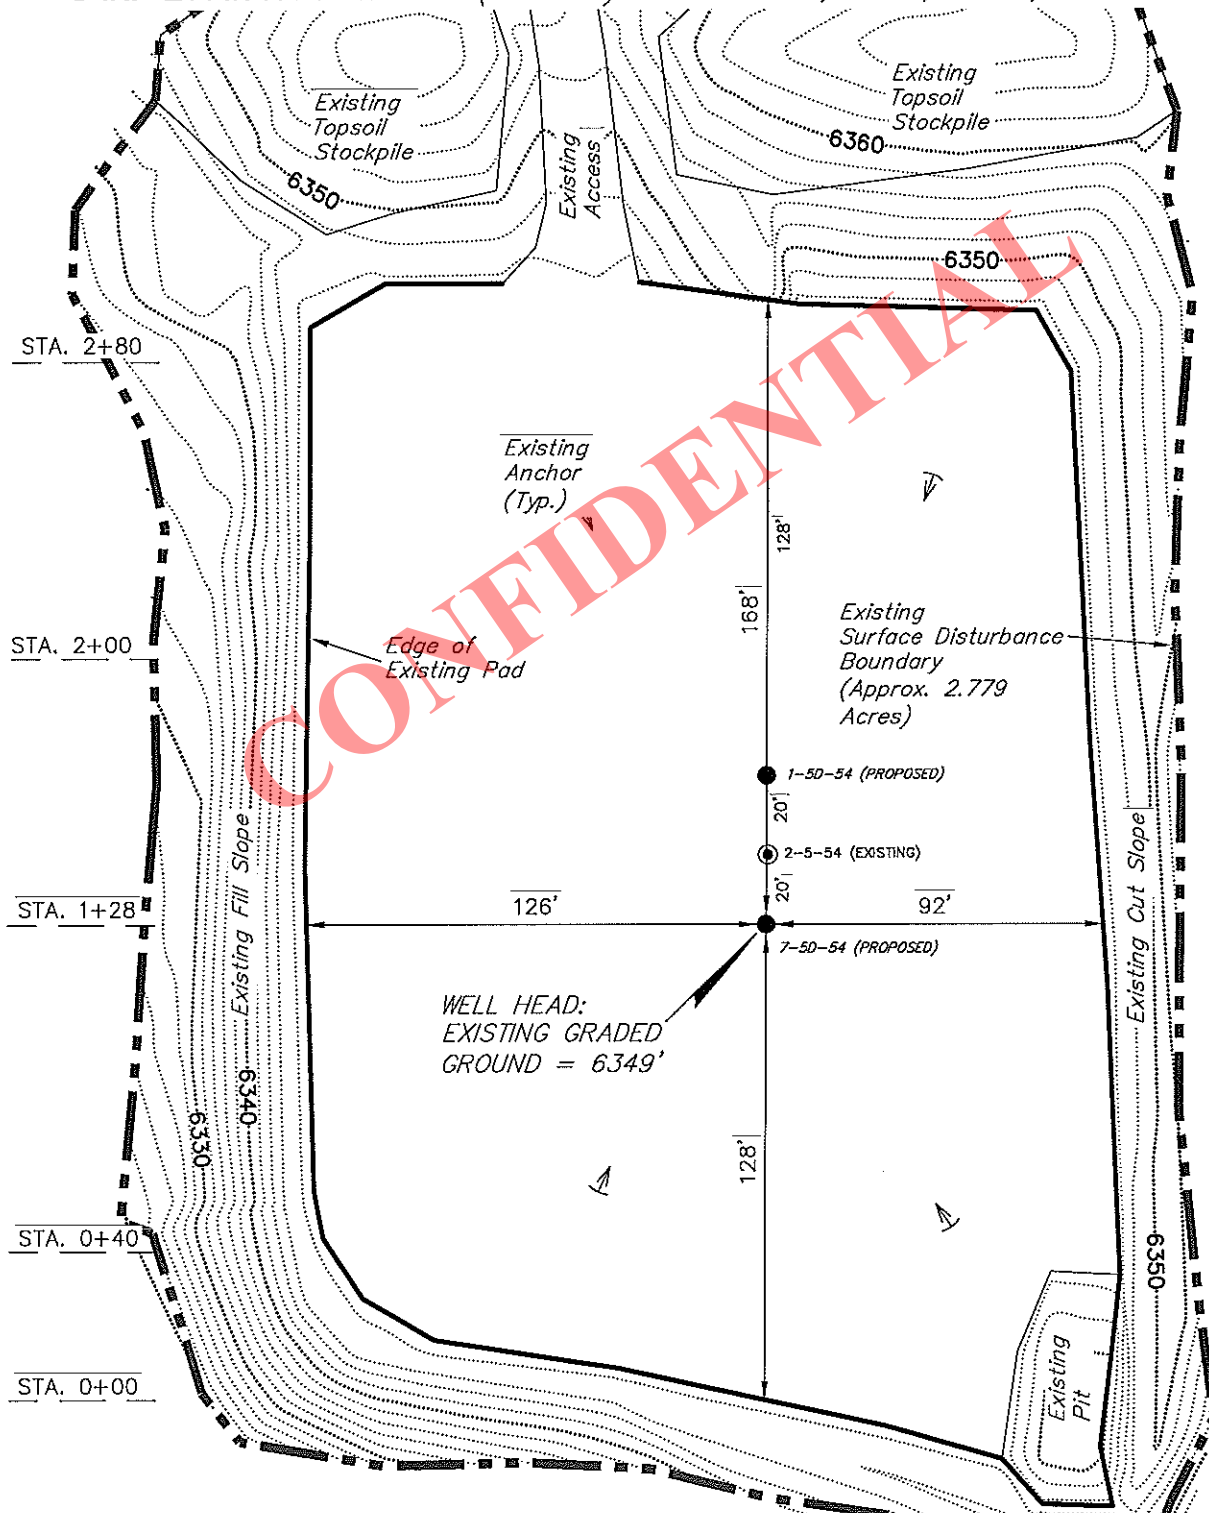 Existing
Topsoil
Stockpile
Existing
Topsoil
Stockpile
6360
6350
Existing
Access
6350
STA. 2+80
Existing
Anchor
(Typ.)
128'
168'
Existing
Surface Disturbance
Boundary
(Approx. 2.779
Acres)
STA. 2+00
Edge of
Existing Pad
CONFIDENTIAL
1-5D-54 (PROPOSED)
20'
2-5-54 (EXISTING)
20'
Existing Fill Slope
Existing Cut Slope
STA. 1+28
126'
92'
7-5D-54 (PROPOSED)
WELL HEAD:
EXISTING GRADED
GROUND = 6349'
6340
6330
128'
STA. 0+40
6350
STA. 0+00
Existing
Pit